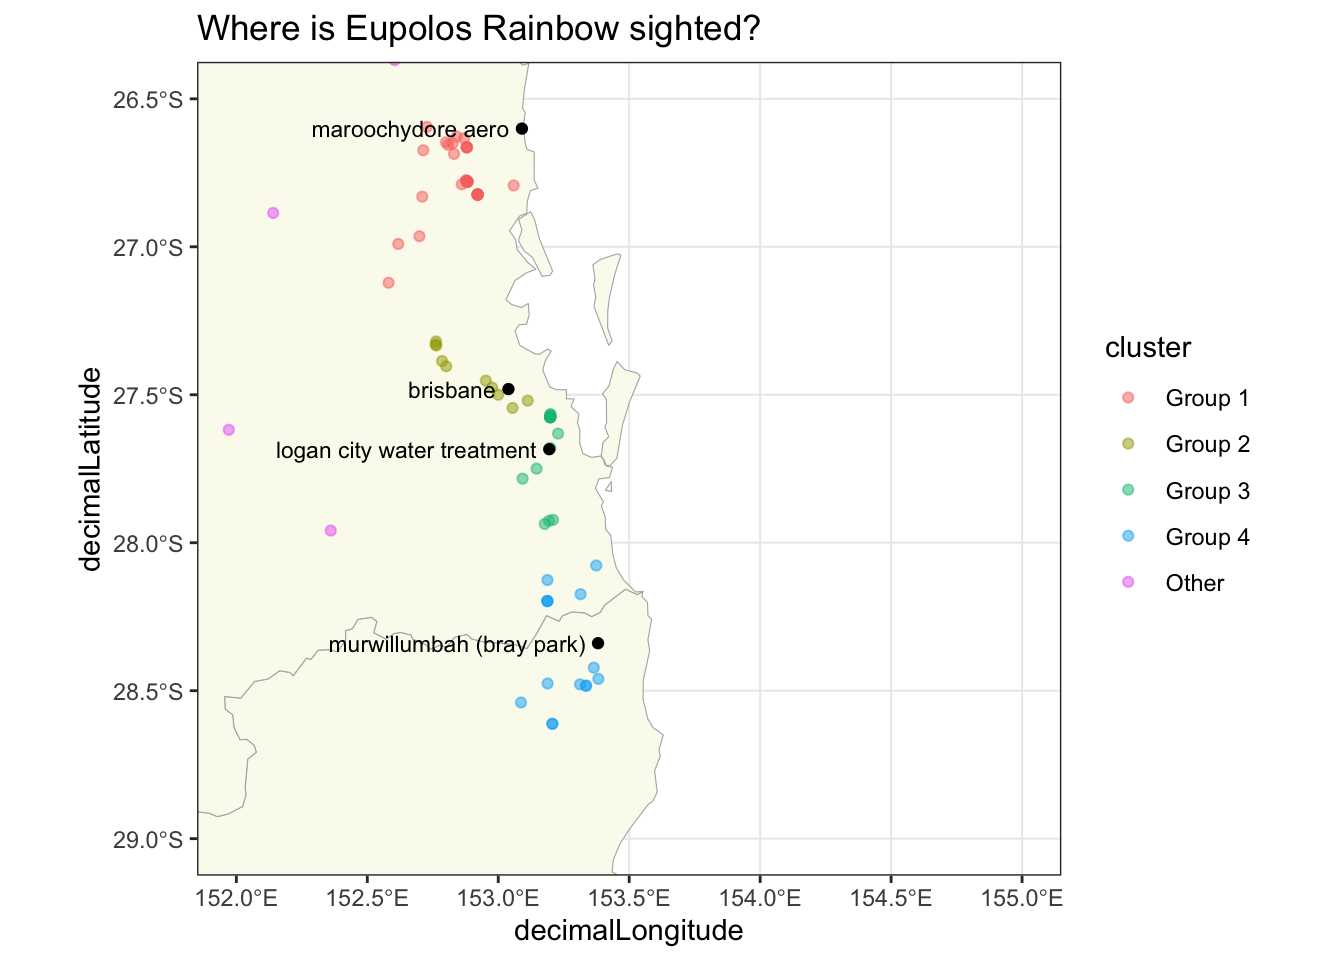 Where is Eupolos Rainbow sighted?
26.5°S
27.0°S
27.5°S
28.0°S
28.5°S
29.0°S
decimalLatitude
maroochydore aero
brisbane
logan city water treatment
murwillumbah (bray park)
152.0°E
152.5°E
153.0°E
153.5°E
154.0°E
154.5°E
155.0°E
decimalLongitude
cluster
Group 1
Group 2
Group 3
Group 4
Other